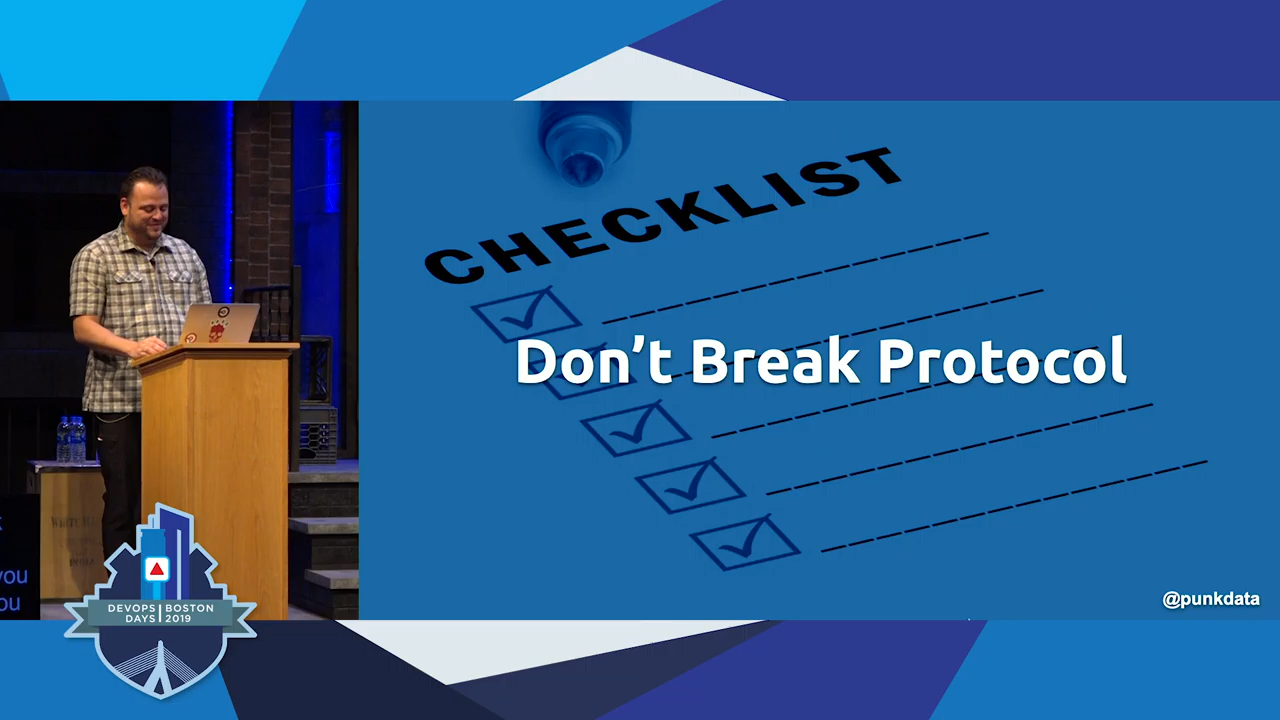 CHECKLIST
Don't Break Protocol
@punkdata
you
ou
DEVOPS BOSTON
DAYS 2019